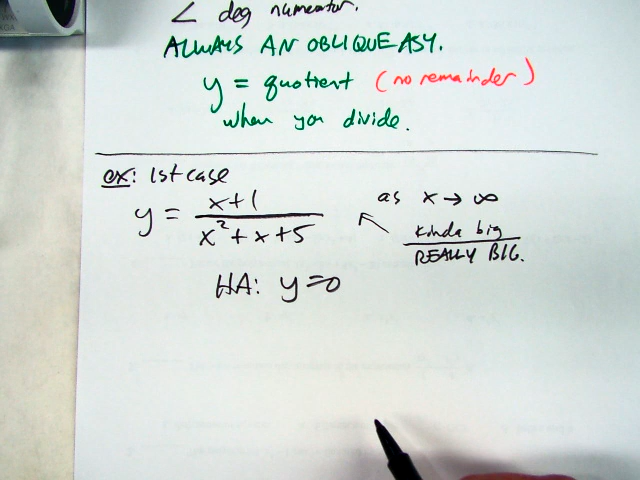 < deg numerator.
ALWAYS AN OBLIQUE ASY.
y = quotient (no remainder)
when you divide.
ex: 1st case
y = (x+1)/(x²+x+5)
as x → ∞
kinda big
REALLY BIG.
HA: y=0